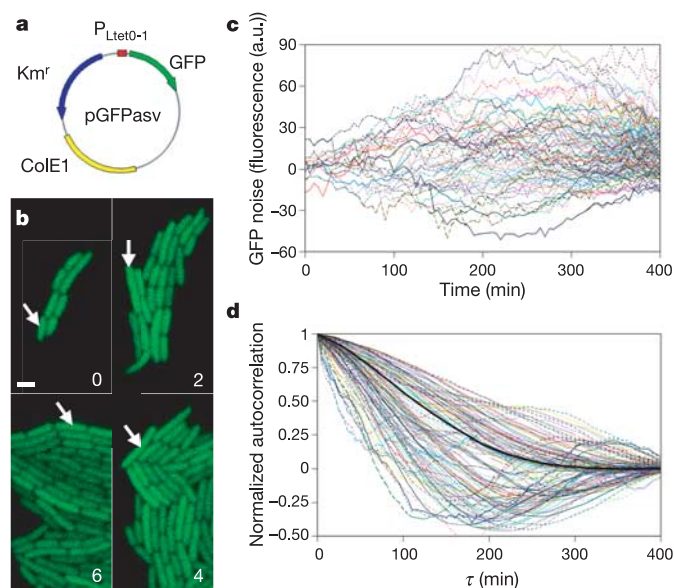 a
P_Ltet0-1
GFP
Km^r
pGFPasv
ColE1
b
0
2
6
4
c
GFP noise (fluorescence (a.u.))
90
60
30
0
−30
−60
0
100
200
300
400
Time (min)
d
Normalized autocorrelation
1
0.75
0.50
0.25
0
−0.25
−0.50
0
100
200
300
400
τ (min)